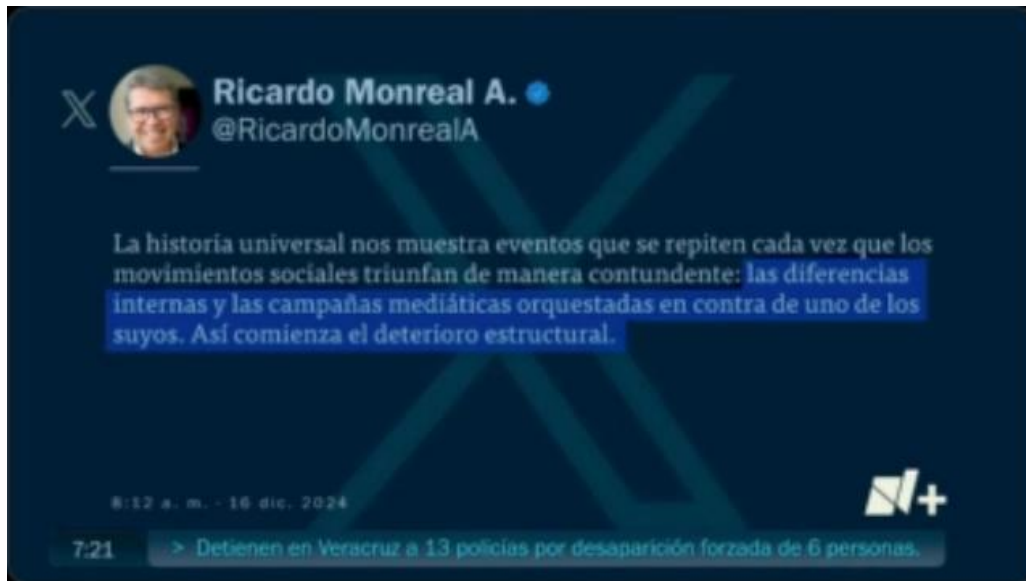 X
Ricardo Monreal A.
@RicardoMonrealA
La historia universal nos muestra eventos que se repiten cada vez que los
movimientos sociales triunfan de manera contundente: las diferencias
internas y las campañas mediáticas orquestadas en contra de uno de los
suyos. Así comienza el deterioro estructural.
8:12 a. m. - 16 dic. 2024
N+
7:21 > Detienen en Veracruz a 13 policías por desaparición forzada de 6 personas.